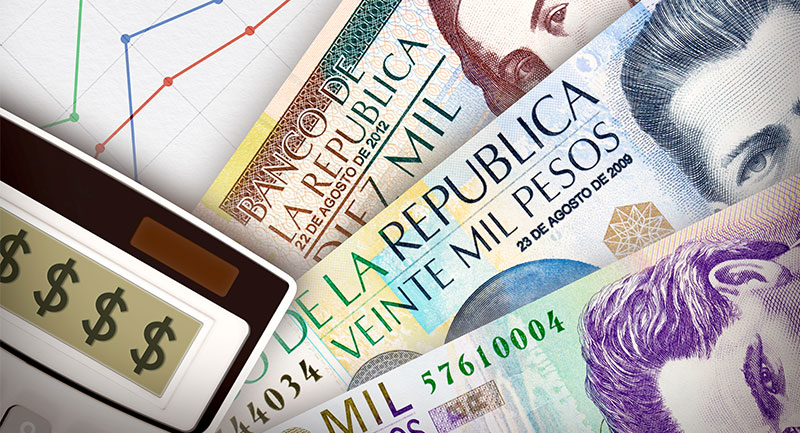 BANCO DE
LA REPUBLICA
22 DE AGOSTO DE 2012
DIEZ MIL
O DE LA REPUBLICA
VEINTE MIL PESOS
23 DE AGOSTO DE 2009
44034
57610004
MIL
$ $ $ $